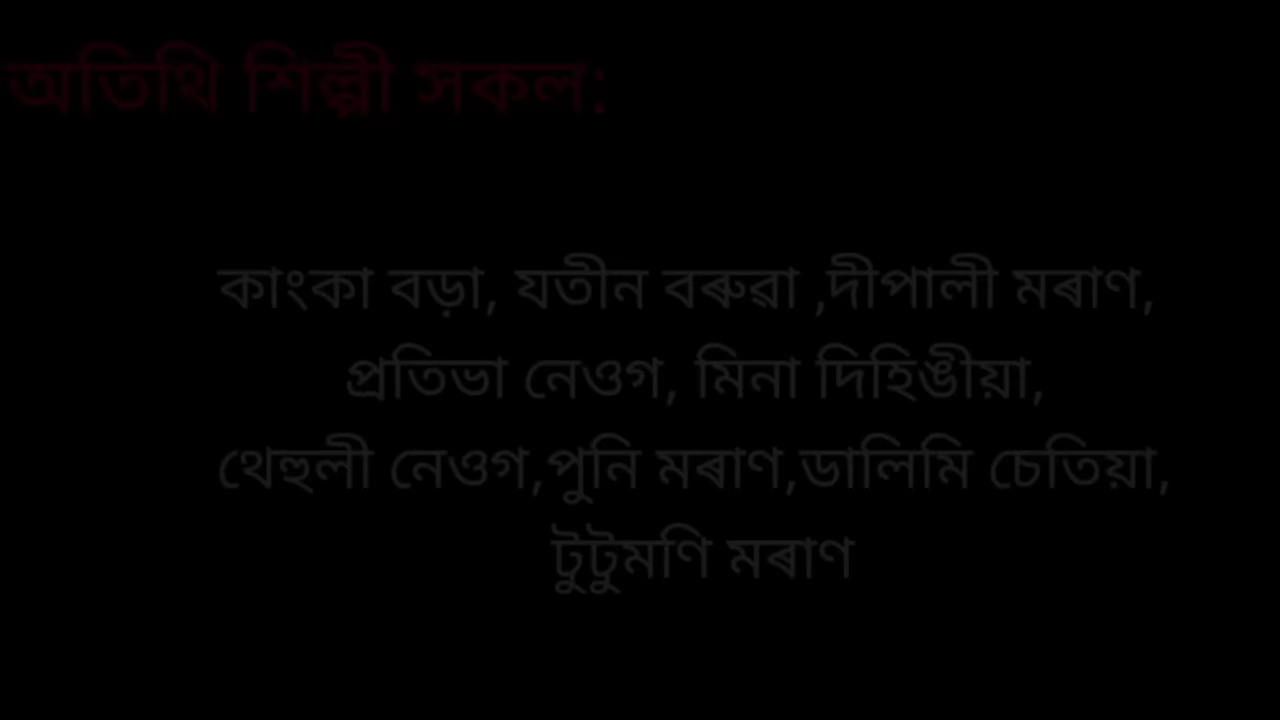 অতিথি শিল্পী সকল:
কাংকা বড়া, যতীন বৰুৱা ,দীপালী মৰাণ,
প্ৰতিভা নেওগ, মিনা দিহিঙীয়া,
থেহুলী নেওগ,পুনি মৰাণ,ডালিমি চেতিয়া,
টুটুমণি মৰাণ